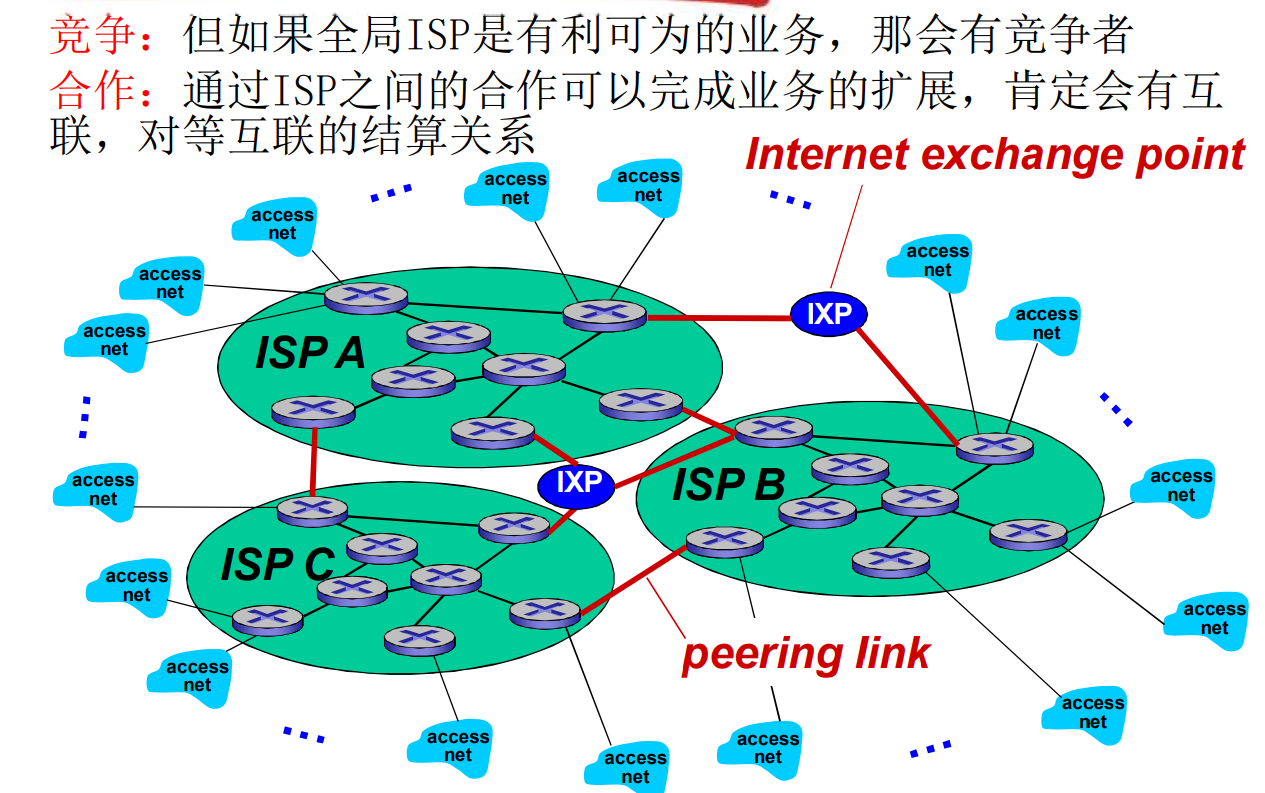 竞争：但如果全局ISP是有利可为的业务，那会有竞争者
合作：通过ISP之间的合作可以完成业务的扩展，肯定会有互
联，对等互联的结算关系
Internet exchange point
access
net
access
net
access
net
access
net
access
net
access
net
access
net
IXP
ISP A
IXP
ISP B
access
net
access
net
ISP C
access
net
access
net
access
net
peering link
access
net
access
net
access
net
access
net
access
net